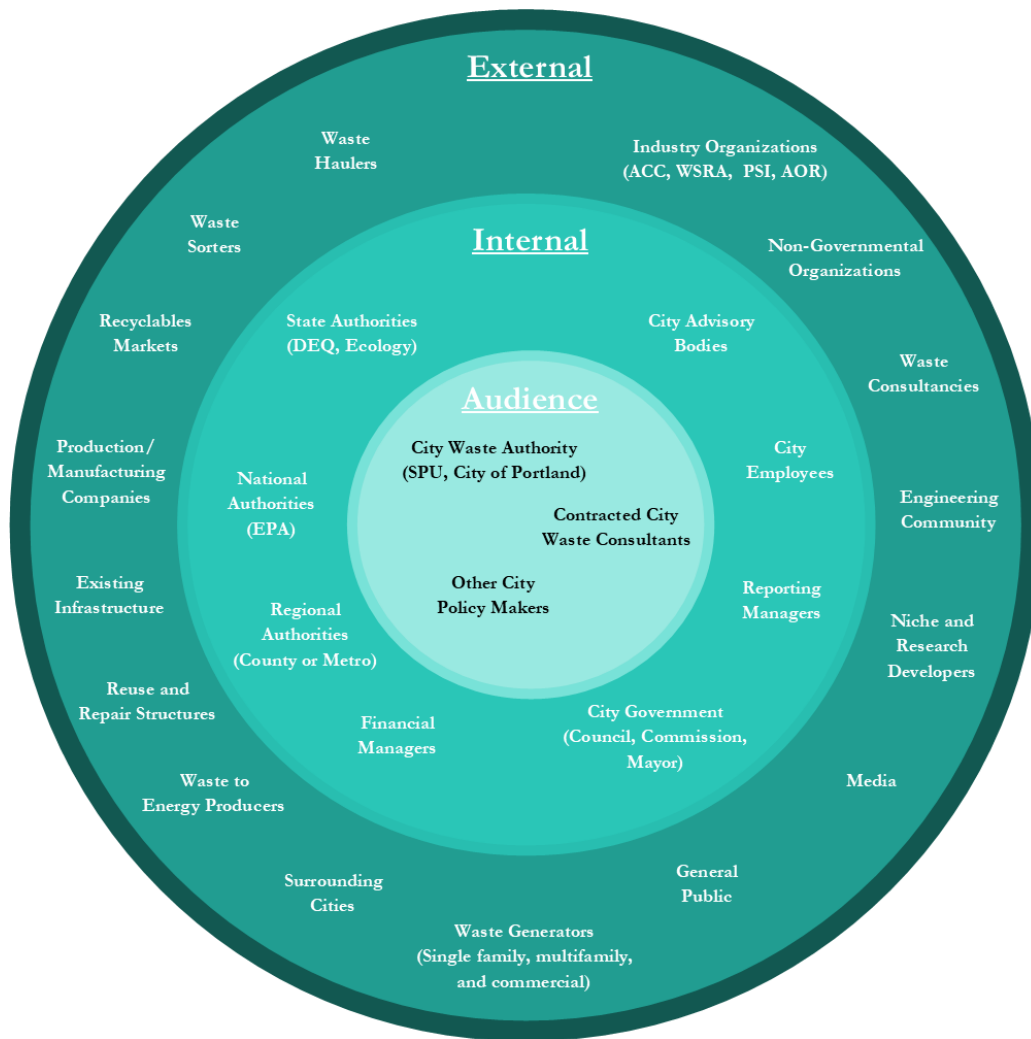 External
Waste
Haulers
Industry Organizations
(ACC, WSRA, PSI, AOR)
Waste
Sorters
Non-Governmental
Organizations
Recyclables
Markets
Waste
Consultancies
Production/
Manufacturing
Companies
Engineering
Community
Existing
Infrastructure
Niche and
Research
Developers
Reuse and
Repair Structures
Waste to
Energy Producers
Media
Surrounding
Cities
General
Public
Waste Generators
(Single family, multifamily,
and commercial)
Internal
State Authorities
(DEQ, Ecology)
City Advisory
Bodies
National
Authorities
(EPA)
City
Employees
Regional
Authorities
(County or Metro)
Reporting
Managers
Financial
Managers
City Government
(Council, Commission,
Mayor)
Audience
City Waste Authority
(SPU, City of Portland)
Contracted City
Waste Consultants
Other City
Policy Makers